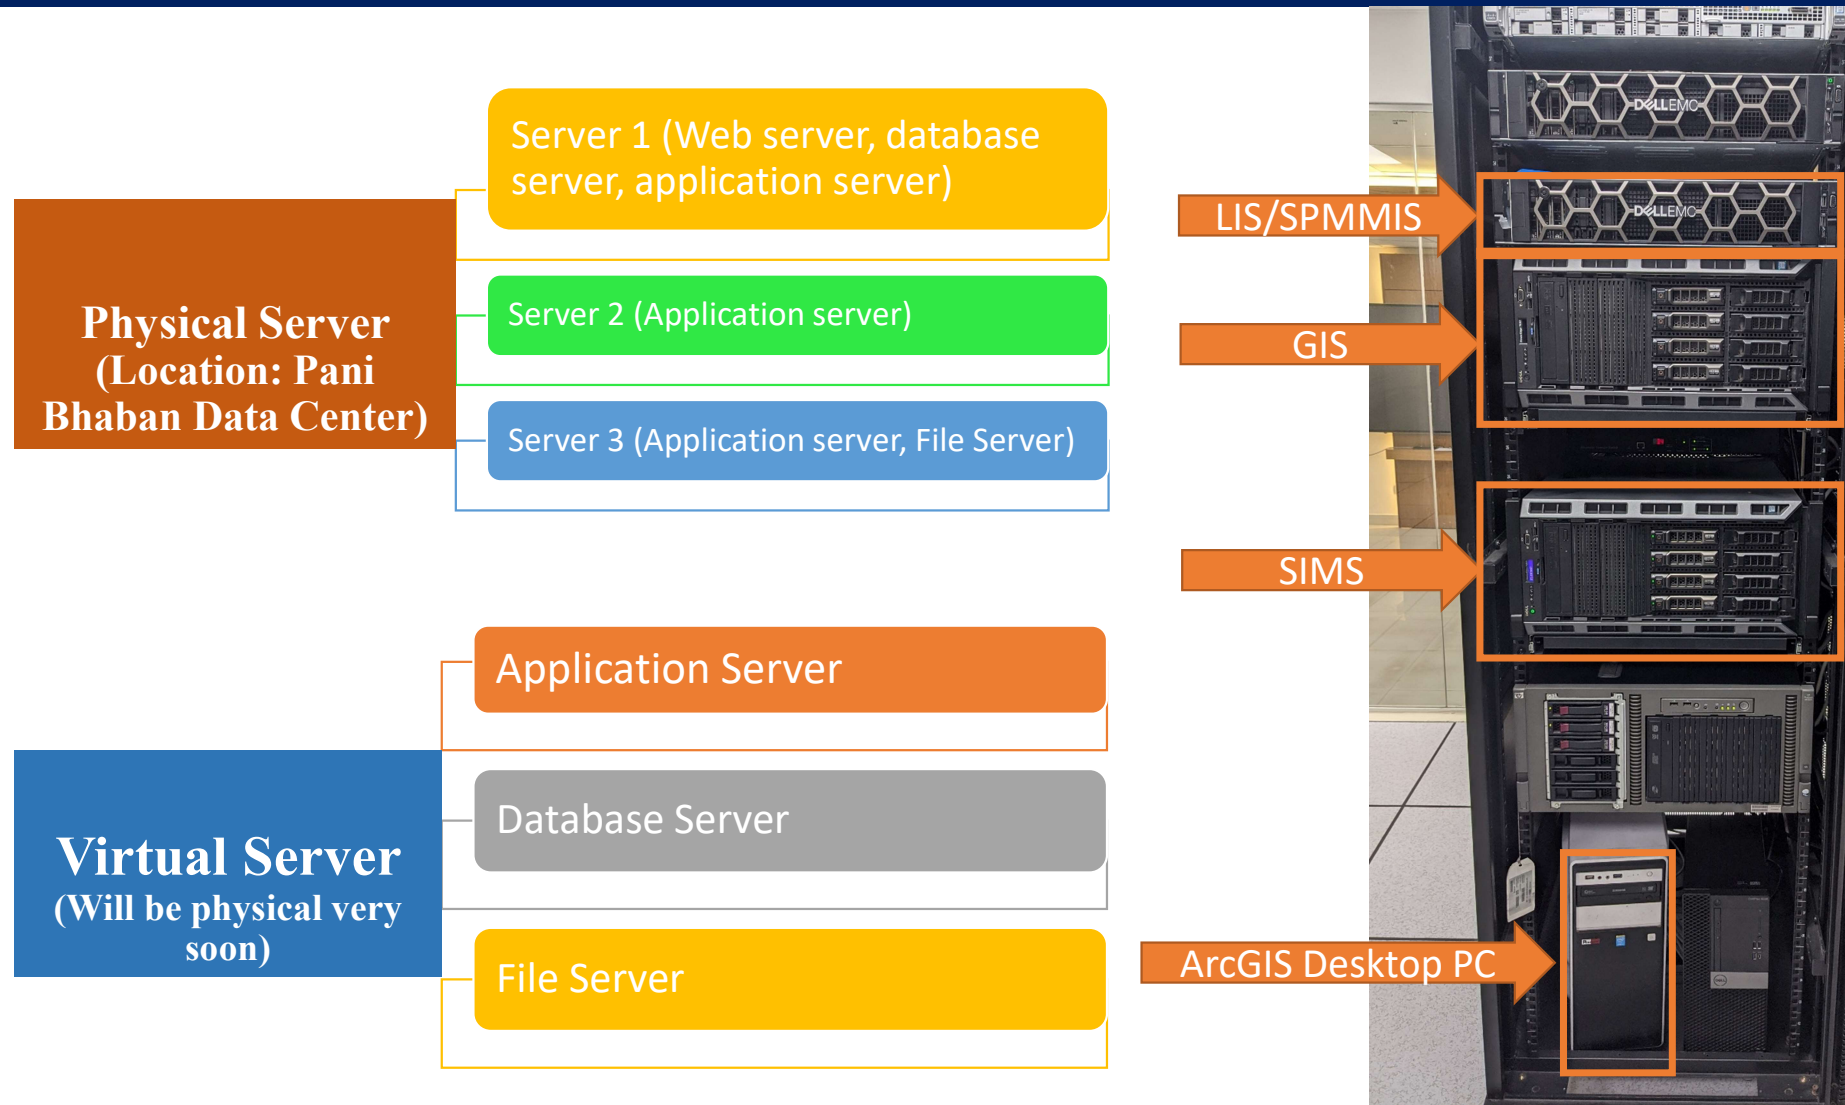 Server 1 (Web server, database
server, application server)
Physical Server
(Location: Pani
Bhaban Data Center)
Server 2 (Application server)
Server 3 (Application server, File Server)
Virtual Server
(Will be physical very
soon)
Application Server
Database Server
File Server
DELLEMC
LIS/SPMMIS
DELLEMC
GIS
SIMS
ArcGIS Desktop PC